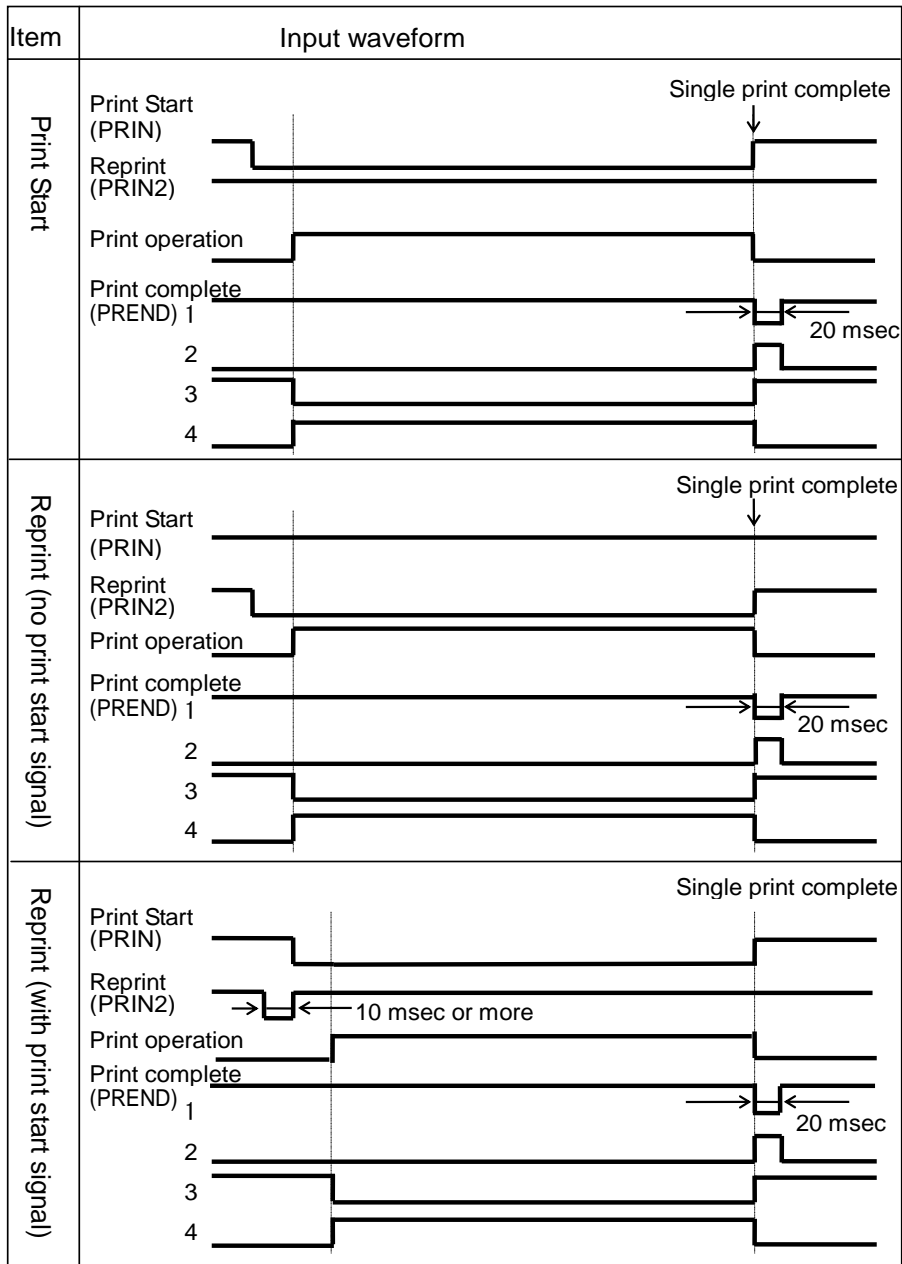 Item
Input waveform
Print Start
Single print complete
Print Start
(PRIN)
Reprint
(PRIN2)
Print operation
Print complete
(PREND) 1
20 msec
2
3
4
Reprint (no print start signal)
Single print complete
Print Start
(PRIN)
Reprint
(PRIN2)
Print operation
Print complete
(PREND) 1
20 msec
2
3
4
Reprint (with print start signal)
Single print complete
Print Start
(PRIN)
Reprint
(PRIN2)
10 msec or more
Print operation
Print complete
(PREND) 1
20 msec
2
3
4